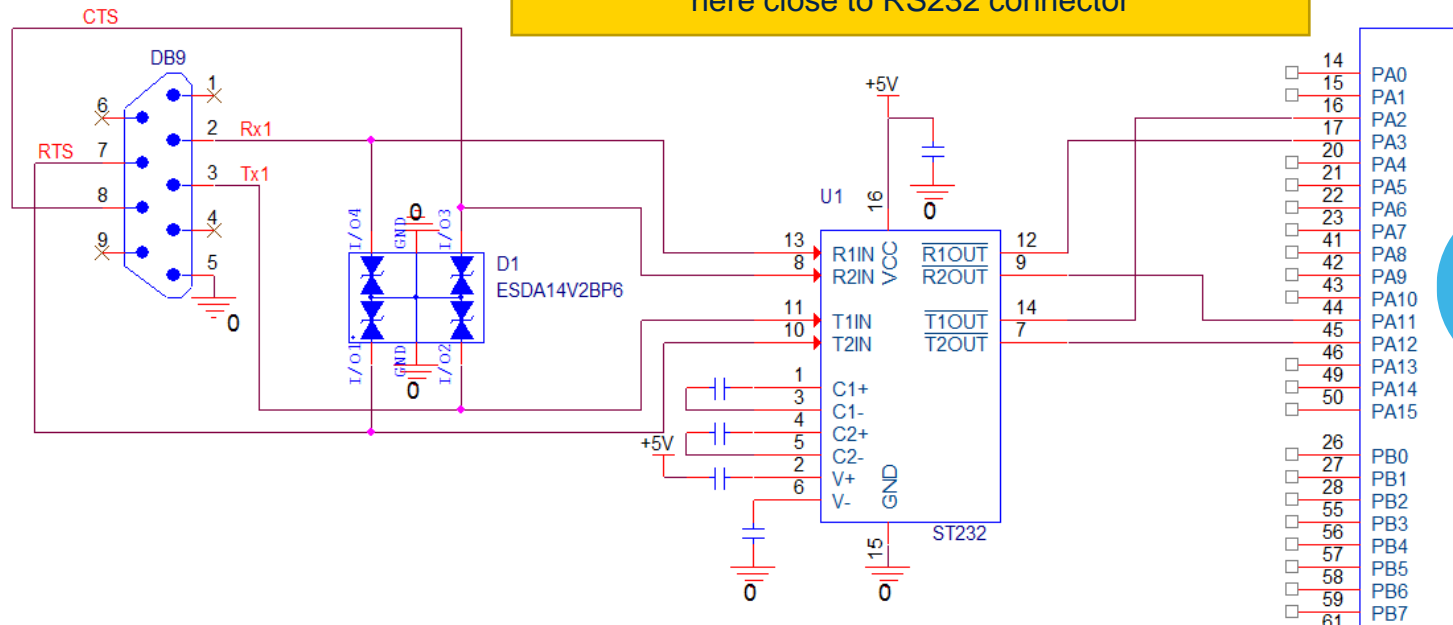 here close to RS232 connector
CTS
DB9
1
6
2
Rx1
RTS
7
3
Tx1
8
4
9
5
0
I/O4
GND
0
I/O3
D1
ESDA14V2BP6
I/O1
GND
0
I/O2
+5V
0
U1
16
VCC
13
R1IN
R1OUT
12
8
R2IN
R2OUT
9
11
T1IN
T1OUT
14
10
T2IN
T2OUT
7
1
C1+
3
C1-
4
C2+
+5V
5
C2-
2
V+
6
V-
GND
15
ST232
0
0
14 PA0
15 PA1
16 PA2
17 PA3
20 PA4
21 PA5
22 PA6
23 PA7
41 PA8
42 PA9
43 PA10
44 PA11
45 PA12
46 PA13
49 PA14
50 PA15
26 PB0
27 PB1
28 PB2
55 PB3
56 PB4
57 PB5
58 PB6
59 PB7
61